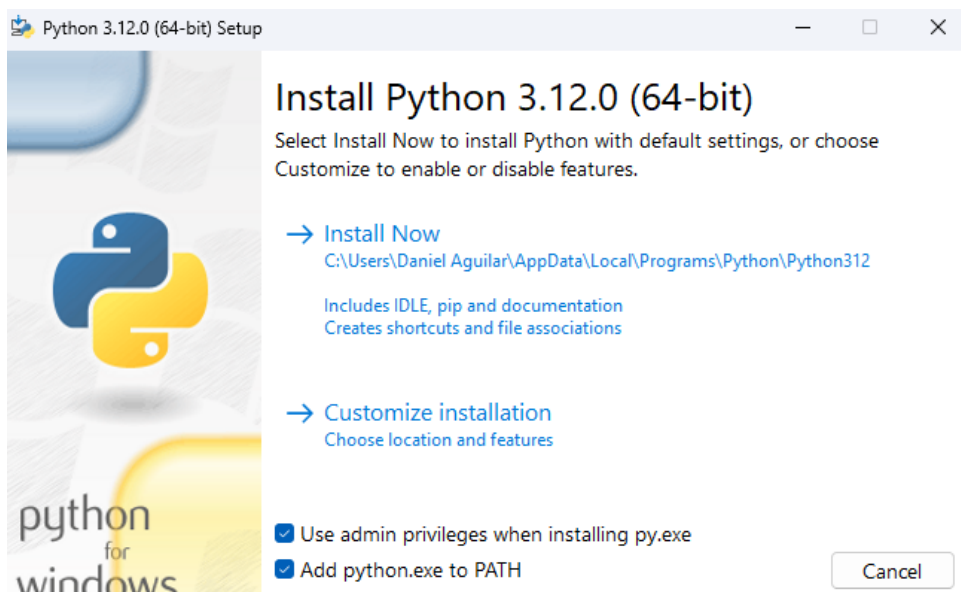 Python 3.12.0 (64-bit) Setup
Install Python 3.12.0 (64-bit)
Select Install Now to install Python with default settings, or choose
Customize to enable or disable features.
Install Now
C:\Users\Daniel Aguilar\AppData\Local\Programs\Python\Python312
Includes IDLE, pip and documentation
Creates shortcuts and file associations
Customize installation
Choose location and features
python
for
windows
Use admin privileges when installing py.exe
Add python.exe to PATH
Cancel